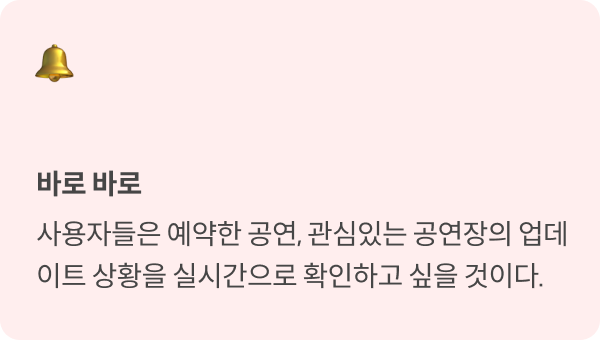 바로 바로
사용자들은 예약한 공연, 관심있는 공연장의 업데
이트 상황을 실시간으로 확인하고 싶을 것이다.